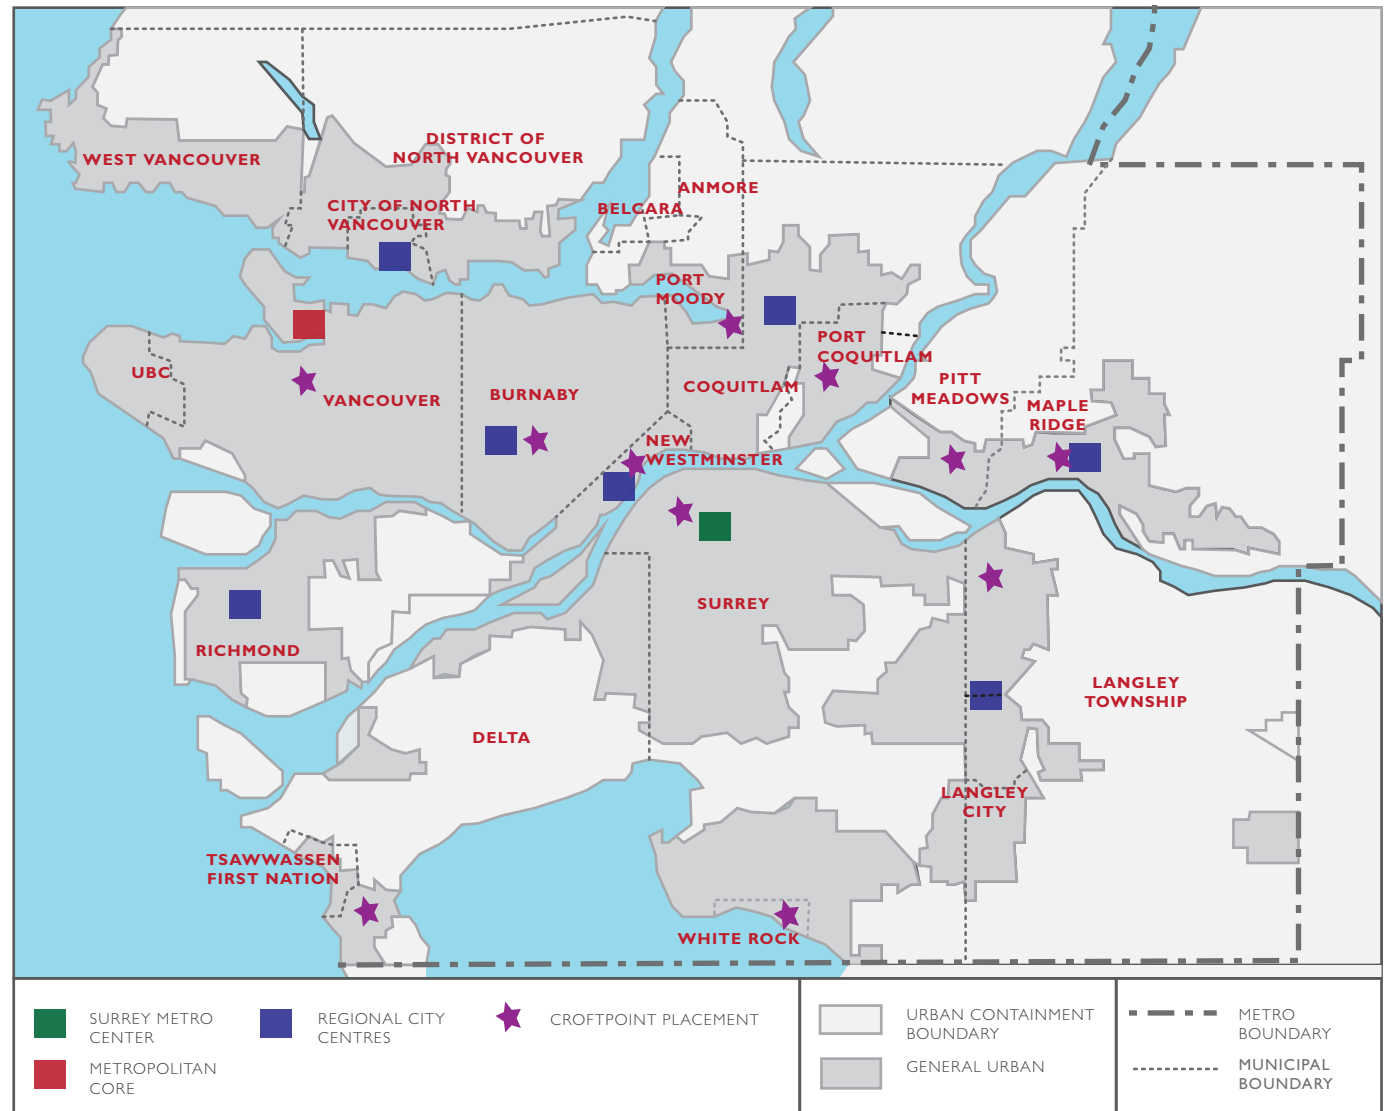 DISTRICT OF
NORTH VANCOUVER
WEST VANCOUVER
ANMORE
CITY OF NORTH
VANCOUVER
BELCARA
PORT
MOODY
PORT
COQUITLAM
UBC
VANCOUVER
BURNABY
COQUITLAM
PITT
MEADOWS
MAPLE
RIDGE
NEW
WESTMINSTER
SURREY
RICHMOND
LANGLEY
TOWNSHIP
DELTA
LANGLEY
CITY
TSAWWASSEN
FIRST NATION
WHITE ROCK
SURREY METRO
CENTER
METROPOLITAN
CORE
REGIONAL CITY
CENTRES
CROFTPOINT PLACEMENT
URBAN CONTAINMENT
BOUNDARY
GENERAL URBAN
METRO
BOUNDARY
MUNICIPAL
BOUNDARY